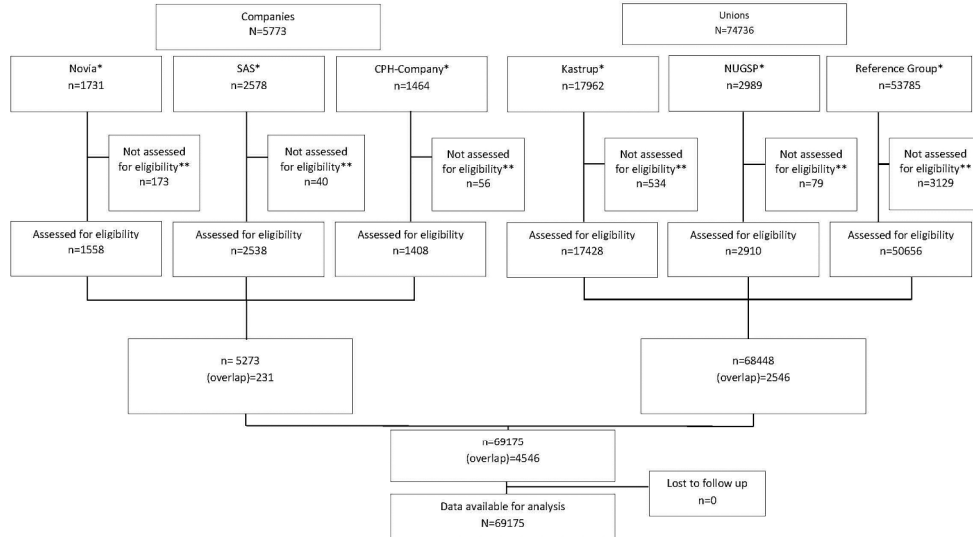 Companies
N=5773
Unions
N=74736
Novia*
n=1731
SAS*
n=2578
CPH-Company*
n=1464
Kastrup*
n=17962
NUGSP*
n=2989
Reference Group*
n=53785
Not assessed
for eligibility**
n=173
Not assessed
for eligibility**
n=40
Not assessed
for eligibility**
n=56
Not assessed
for eligibility**
n=534
Not assessed
for eligibility**
n=79
Not assessed
for eligibility**
n=3129
Assessed for eligibility
n=1558
Assessed for eligibility
n=2538
Assessed for eligibility
n=1408
Assessed for eligibility
n=17428
Assessed for eligibility
n=2910
Assessed for eligibility
n=50656
n= 5273
(overlap)=231
n=68448
(overlap)=2546
n=69175
(overlap)=4546
Lost to follow up
n=0
Data available for analysis
N=69175